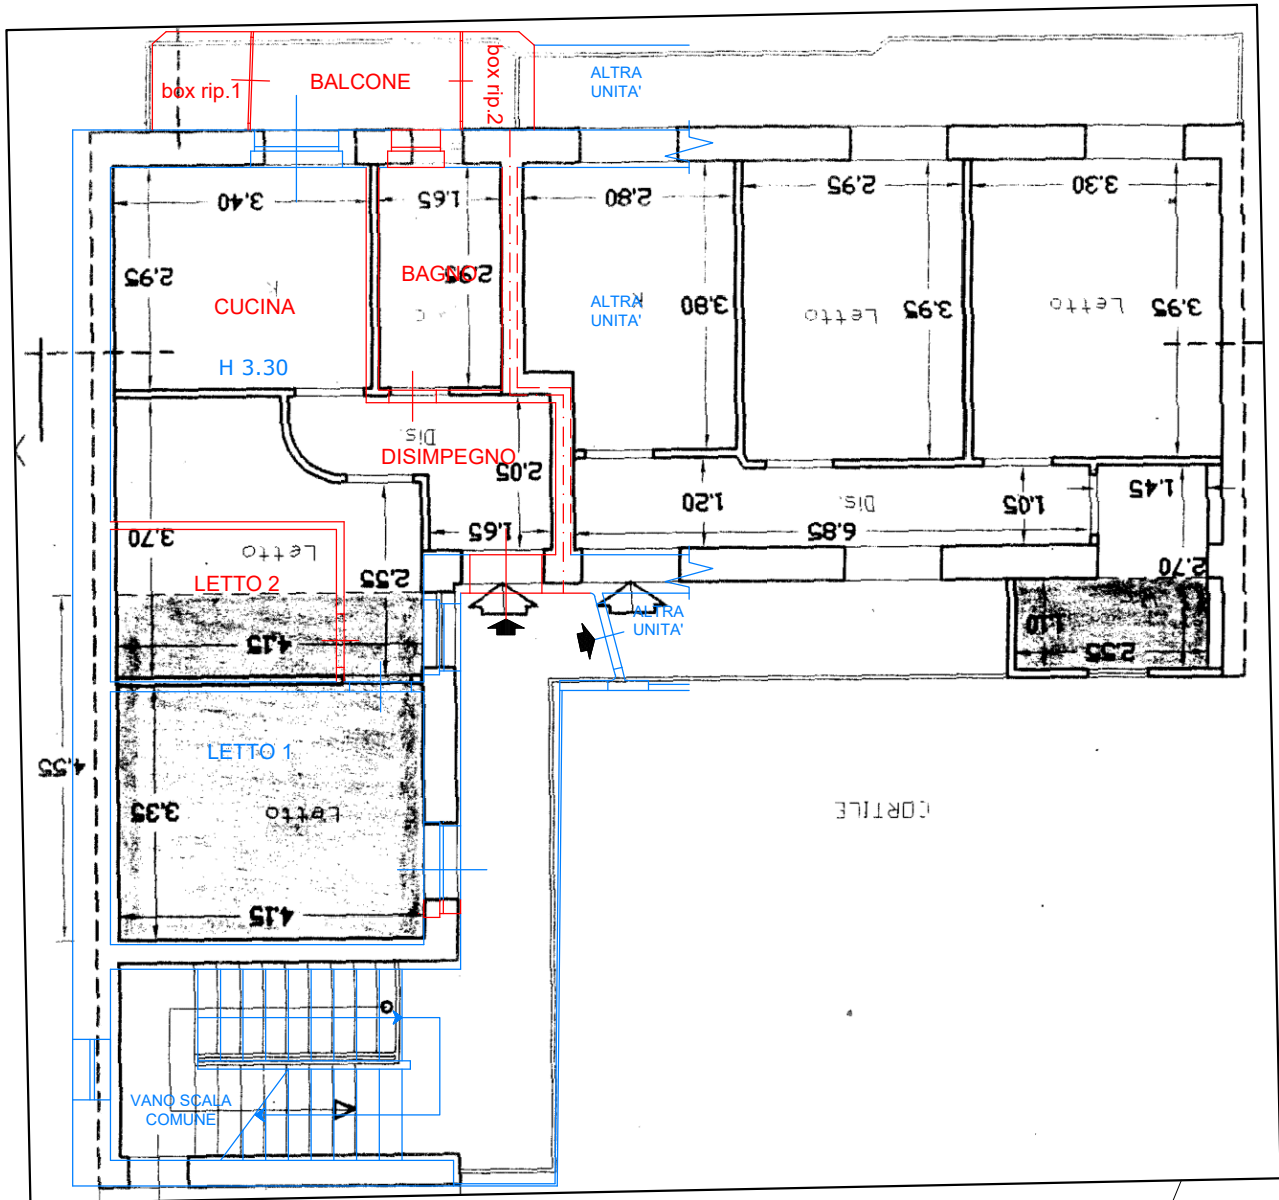 ALTRA
UNITA'
box rip.1
BALCONE
box rip.2
3.40
1.65
2.80
2.95
3.30
2.95
CUCINA
BAGNO
2.95
ALTRA
UNITA'
K
3.80
Letto
3.95
Letto
3.95
H 3.30
Dis.
DISIMPEGNO
2.05
1.65
1.20
Dis.
6.85
1.05
1.45
3.70
Letto
2.55
LETTO 2
4.15
ALTRA
UNITA'
2.70
1.10
2.55
LETTO 1
4.55
3.35
Letto
CORTILE
4.15
VANO SCALA
COMUNE